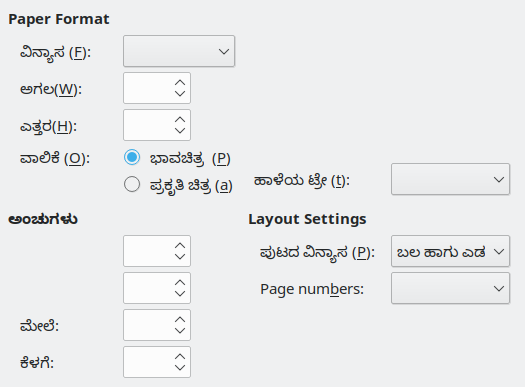 Paper Format
ವಿನ್ಯಾಸ (F):
ಅಗಲ(W):
ಎತ್ತರ(H):
ವಾಲಿಕೆ (O):
ಭಾವಚಿತ್ರ (P)
ಪ್ರಕೃತಿ ಚಿತ್ರ (a)
ಹಾಳೆಯ ಟ್ರೇ (t):
ಅಂಚುಗಳು
Layout Settings
ಪುಟದ ವಿನ್ಯಾಸ (P):
ಬಲ ಹಾಗು ಎಡ
Page numbers:
ಮೇಲೆ:
ಕೆಳಗೆ: